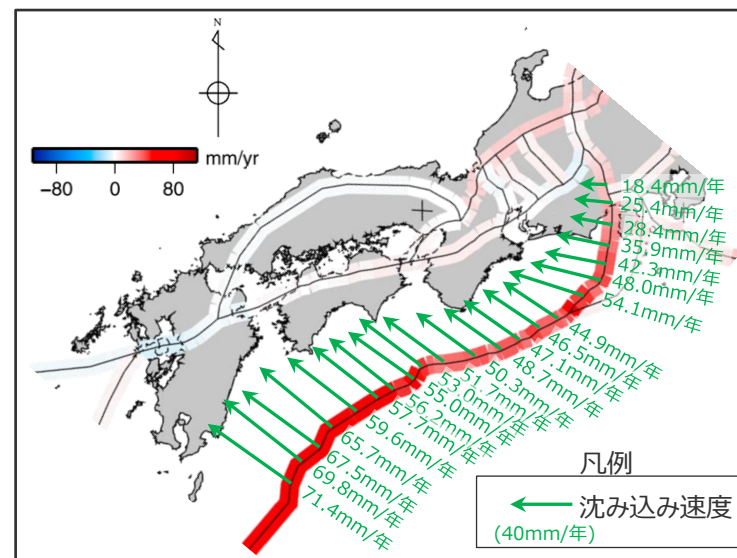 N
mm/yr
−80 0 80
18.4mm/年
25.4mm/年
28.4mm/年
35.9mm/年
42.3mm/年
48.0mm/年
54.1mm/年
44.9mm/年
46.5mm/年
47.1mm/年
48.7mm/年
50.3mm/年
51.7mm/年
53.0mm/年
55.0mm/年
56.2mm/年
57.7mm/年
59.6mm/年
65.7mm/年
67.5mm/年
69.8mm/年
71.4mm/年
凡例
沈み込み速度
(40mm/年)